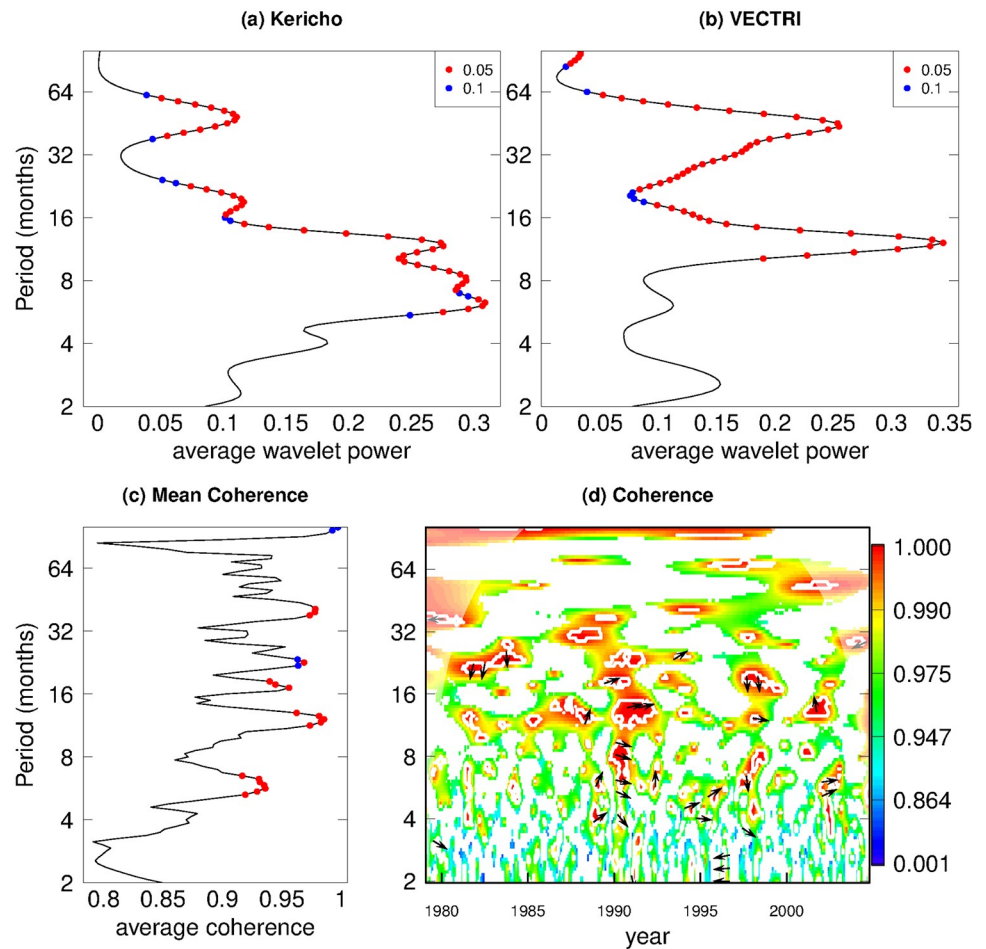 (a) Kericho
(b) VECTRI
0.05
0.1
0.05
0.1
64
32
16
8
4
2
Period (months)
0 0.05 0.1 0.15 0.2 0.25 0.3
average wavelet power
64
32
16
8
4
2
0 0.05 0.1 0.15 0.2 0.25 0.3 0.35
average wavelet power
(c) Mean Coherence
(d) Coherence
64
32
16
8
4
2
Period (months)
0.8 0.85 0.9 0.95 1
average coherence
64
32
16
8
4
2
1980 1985 1990 1995 2000
year
1.000
0.990
0.975
0.947
0.864
0.001